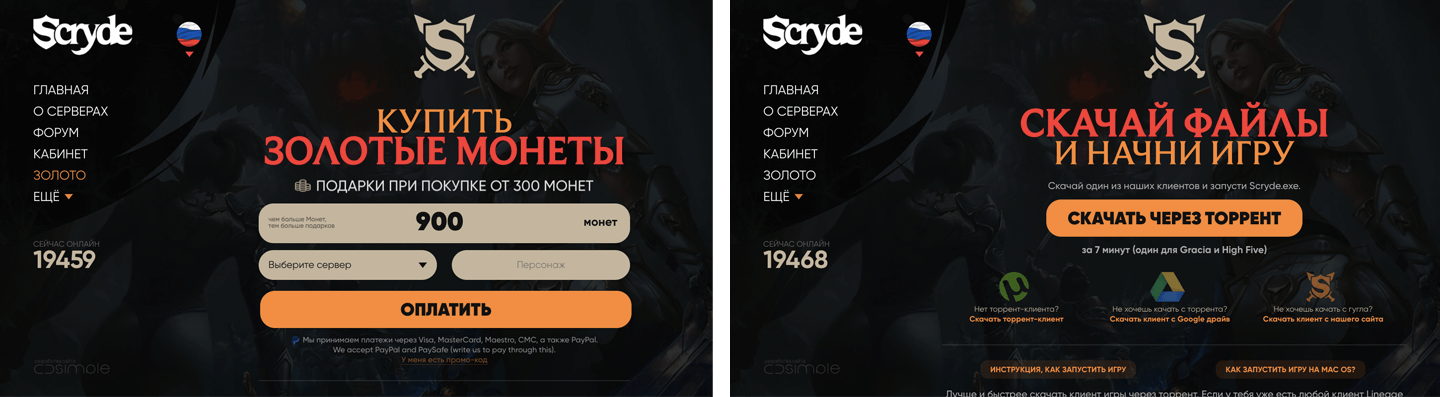 Scryde
ГЛАВНАЯ
О СЕРВЕРАХ
ФОРУМ
КАБИНЕТ
ЗОЛОТО
ЕЩЁ
СЕЙЧАС ОНЛАЙН
19459
cosimple
S
КУПИТЬ
ЗОЛОТЫЕ МОНЕТЫ
ПОДАРКИ ПРИ ПОКУПКЕ ОТ 300 МОНЕТ
чем больше Монет,
тем больше подарков
900
монет
Выберите сервер
Персонаж
ОПЛАТИТЬ
Мы принимаем платежи через Visa, MasterCard, Maestro, СМС, а также PayPal.
We accept PayPal and PaySafe (write us to pay through this).
У меня есть промо-код
Scryde
ГЛАВНАЯ
О СЕРВЕРАХ
ФОРУМ
КАБИНЕТ
ЗОЛОТО
ЕЩЁ
СЕЙЧАС ОНЛАЙН
19468
cosimple
S
СКАЧАЙ ФАЙЛЫ
И НАЧНИ ИГРУ
Скачай один из наших клиентов и запусти Scryde.exe.
СКАЧАТЬ ЧЕРЕЗ ТОРРЕНТ
за 7 минут (один для Gracia и High Five)
Нет торрент-клиента?
Скачать торрент-клиент
Не хочешь качать с торрента?
Скачать клиент с Google драйв
S
Не хочешь качать с гугла?
Скачать клиент с нашего сайта
ИНСТРУКЦИЯ, КАК ЗАПУСТИТЬ ИГРУ
КАК ЗАПУСТИТЬ ИГРУ НА MAC OS?
Лучше и быстрее скачать клиент игры через торрент. Если у тебя уже есть любой клиент Lineage